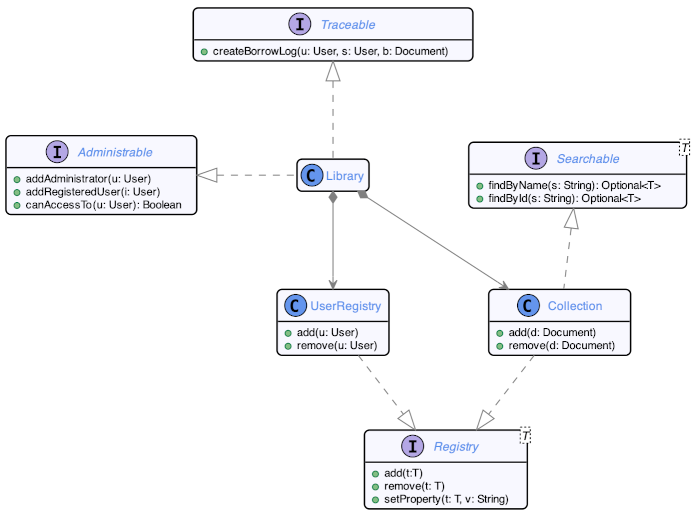 I Traceable
createBorrowLog(u: User, s: User, b: Document)
I Administrable
addAdministrator(u: User)
addRegisteredUser(i: User)
canAccessTo(u: User): Boolean
C Library
I Searchable T
findByName(s: String): Optional<T>
findById(s: String): Optional<T>
C UserRegistry
add(u: User)
remove(u: User)
C Collection
add(d: Document)
remove(d: Document)
I Registry T
add(t:T)
remove(t: T)
setProperty(t: T, v: String)